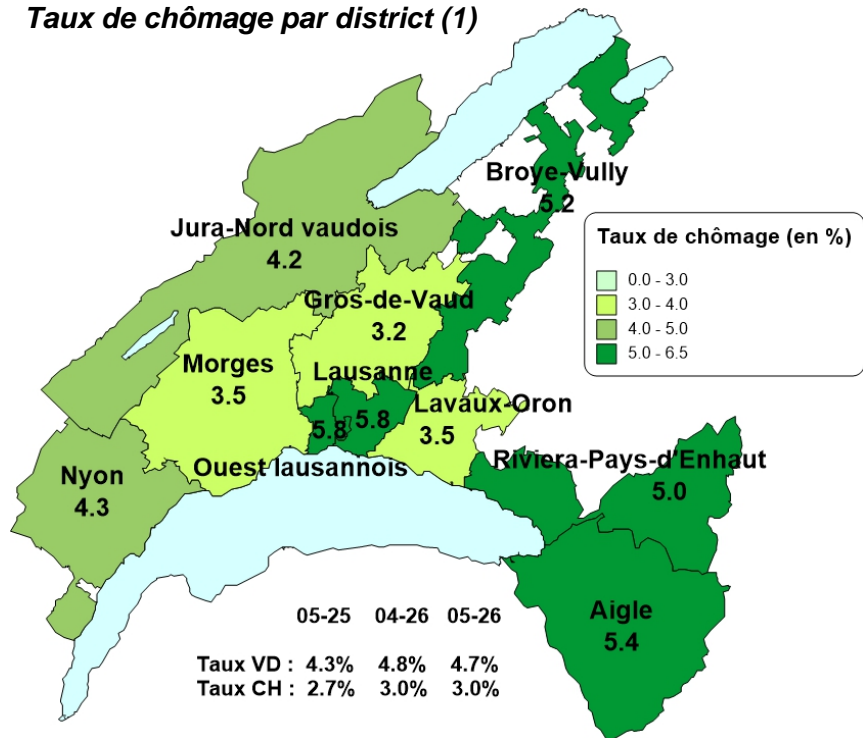 Taux de chômage par district (1)
Broye-Vully
5.2
Jura-Nord vaudois
4.2
Taux de chômage (en %)
0.0 - 3.0
3.0 - 4.0
4.0 - 5.0
5.0 - 6.5
Gros-de-Vaud
3.2
Morges
3.5
Lausanne
5.8
5.8
Lavaux-Oron
3.5
Ouest lausannois
Riviera-Pays-d'Enhaut
5.0
Nyon
4.3
Aigle
5.4
05-25 04-26 05-26
Taux VD : 4.3% 4.8% 4.7%
Taux CH : 2.7% 3.0% 3.0%